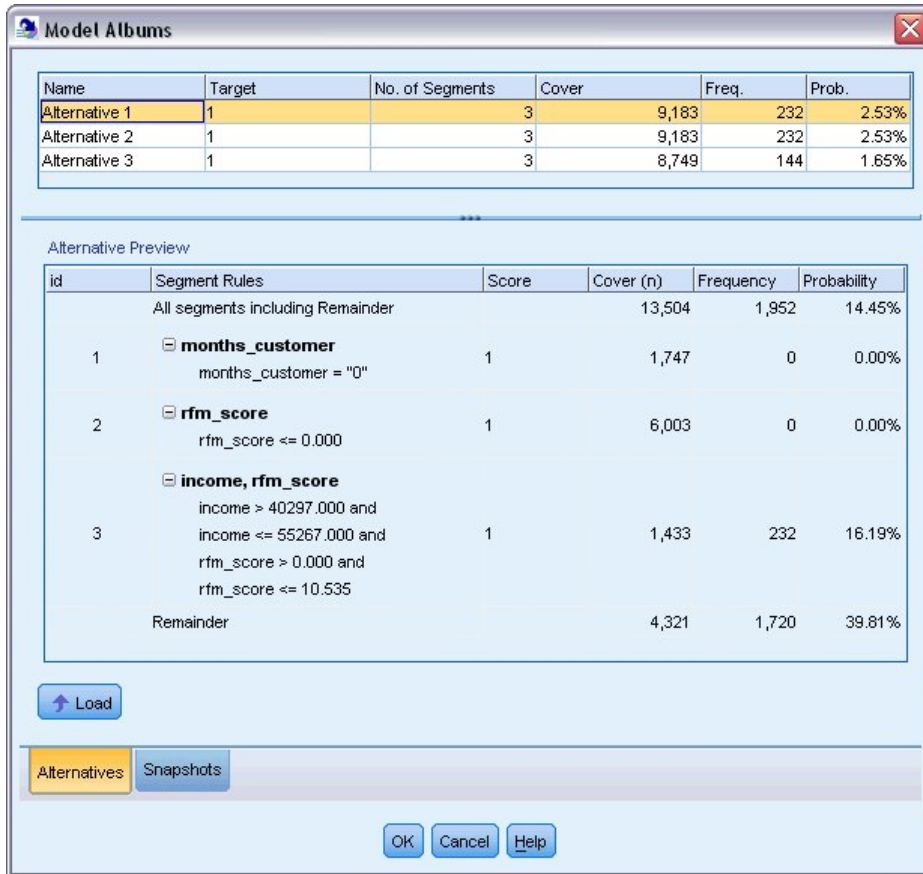 Model Albums
Name Target No. of Segments Cover Freq. Prob.
Alternative 1 1 3 9,183 232 2.53%
Alternative 2 1 3 9,183 232 2.53%
Alternative 3 1 3 8,749 144 1.65%
Alternative Preview
id Segment Rules Score Cover (n) Frequency Probability
All segments including Remainder 13,504 1,952 14.45%
months_customer
1 1 1,747 0 0.00%
months_customer = "0"
rfm_score
2 1 6,003 0 0.00%
rfm_score <= 0.000
income, rfm_score
income > 40297.000 and
3 income <= 55267.000 and 1 1,433 232 16.19%
rfm_score > 0.000 and
rfm_score <= 10.535
Remainder 4,321 1,720 39.81%
Load
Alternatives Snapshots
OK Cancel Help